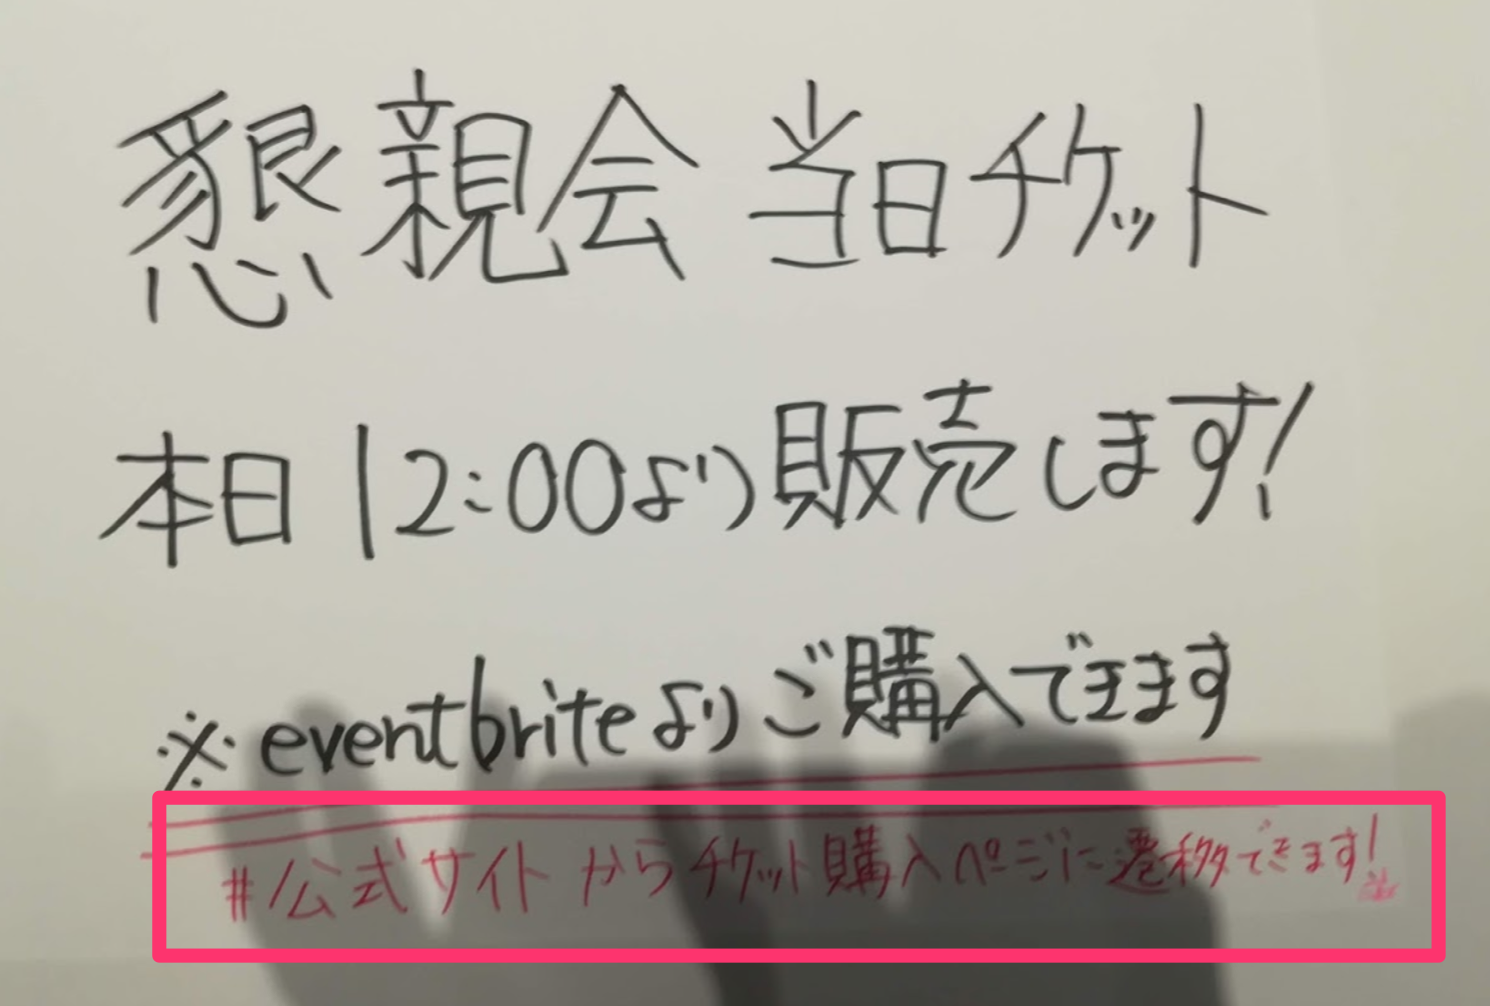 懇親会 当日チケット
本日 12:00より販売します!
※eventbriteよりご購入できます
#公式サイトからチケット購入ページに遷移できます!